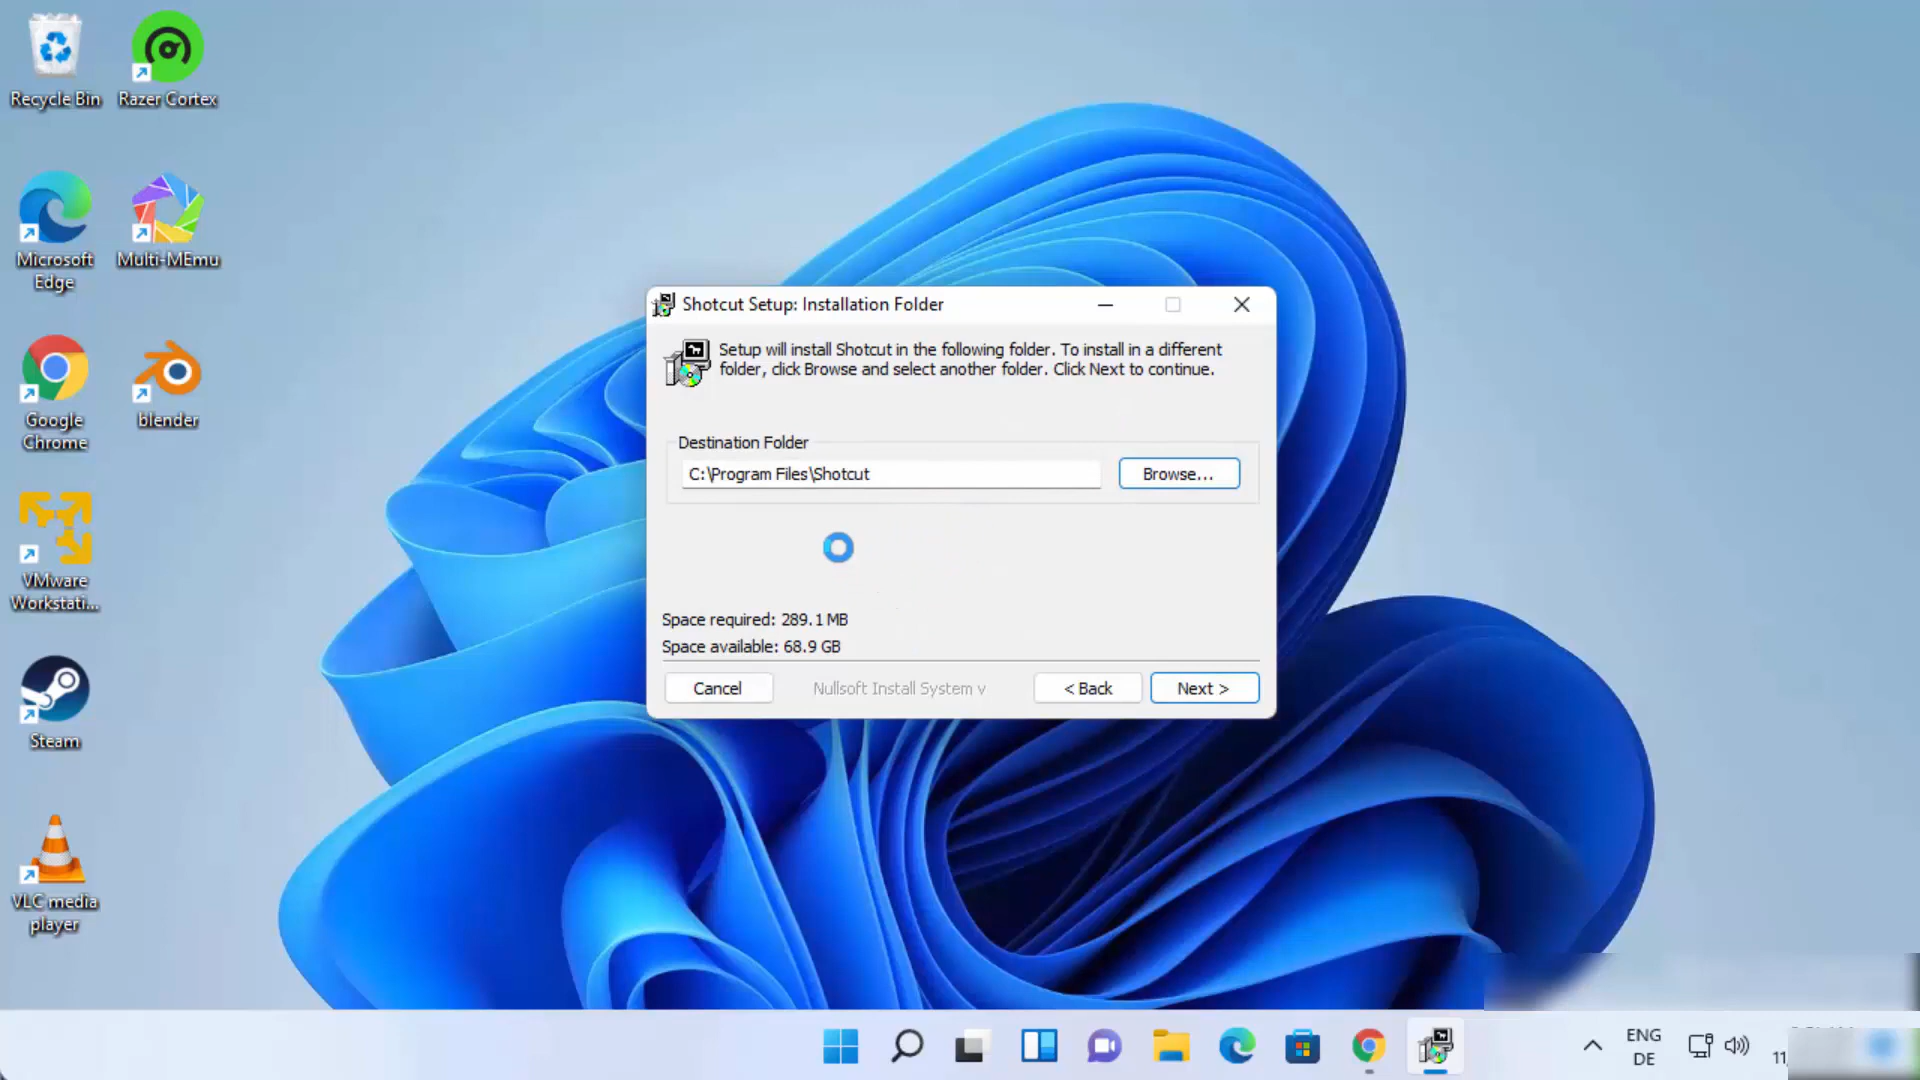 Recycle Bin
Razer Cortex
Microsoft
Edge
Multi-MEmu
Google
Chrome
blender
VMware
Workstati...
Steam
VLC media
player
Shotcut Setup: Installation Folder
Setup will install Shotcut in the following folder. To install in a different
folder, click Browse and select another folder. Click Next to continue.
Destination Folder
C:\Program Files\Shotcut
Browse...
Space required: 289.1 MB
Space available: 68.9 GB
Cancel
Nullsoft Install System v
< Back
Next >
ENG
DE